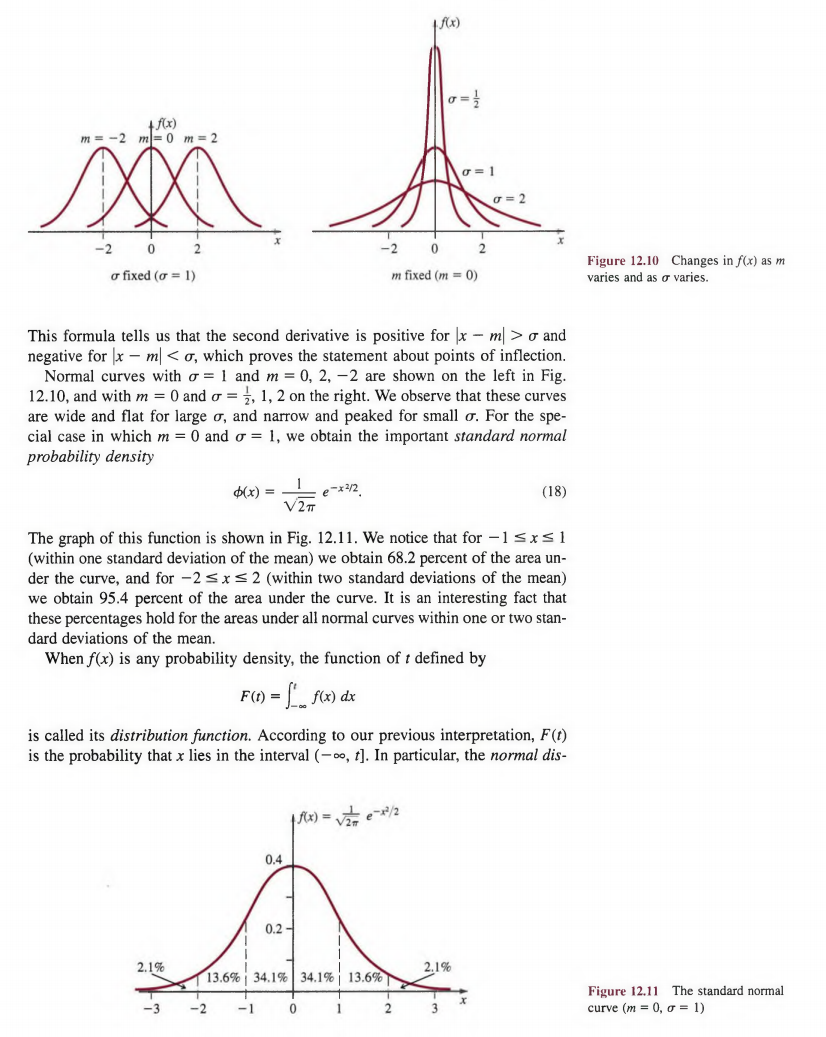 f(x)
σ = 1/2
f(x)
m = −2 m = 0 m = 2
σ = 1
σ = 2
−2 0 2 x
−2 0 2 x
σ fixed (σ = 1)
m fixed (m = 0)
Figure 12.10 Changes in f(x) as m
varies and as σ varies.
This formula tells us that the second derivative is positive for |x − m| > σ and
negative for |x − m| < σ, which proves the statement about points of inflection.
Normal curves with σ = 1 and m = 0, 2, −2 are shown on the left in Fig.
12.10, and with m = 0 and σ = ½, 1, 2 on the right. We observe that these curves
are wide and flat for large σ, and narrow and peaked for small σ. For the spe-
cial case in which m = 0 and σ = 1, we obtain the important standard normal
probability density
ϕ(x) = 1/√2π e^−x²/2. (18)
The graph of this function is shown in Fig. 12.11. We notice that for −1 ≤ x ≤ 1
(within one standard deviation of the mean) we obtain 68.2 percent of the area un-
der the curve, and for −2 ≤ x ≤ 2 (within two standard deviations of the mean)
we obtain 95.4 percent of the area under the curve. It is an interesting fact that
these percentages hold for the areas under all normal curves within one or two stan-
dard deviations of the mean.
When f(x) is any probability density, the function of t defined by
F(t) = ∫_−∞^t f(x) dx
is called its distribution function. According to our previous interpretation, F(t)
is the probability that x lies in the interval (−∞, t]. In particular, the normal dis-
f(x) = 1/√2π e^−x²/2
0.4
0.2
2.1% 13.6% 34.1% 34.1% 13.6% 2.1%
−3 −2 −1 0 1 2 3 x
Figure 12.11 The standard normal
curve (m = 0, σ = 1)